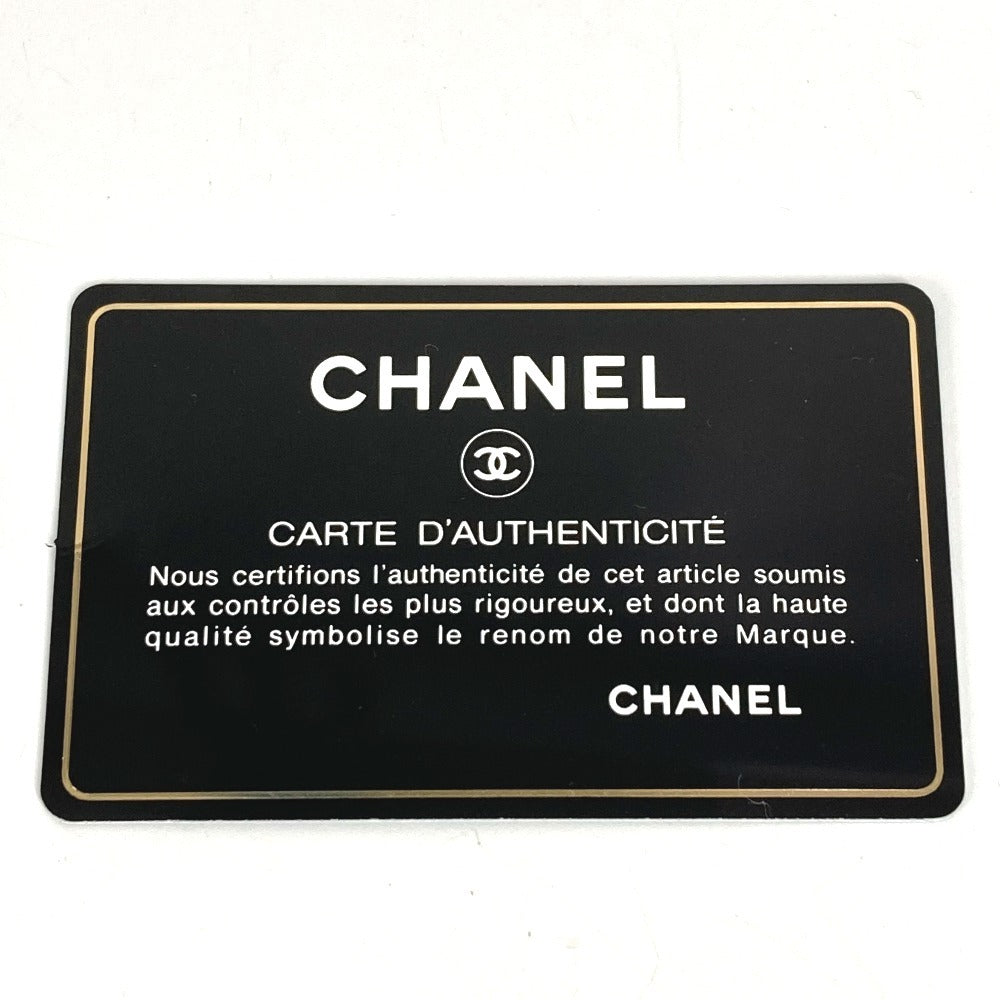 CHANEL
CARTE D'AUTHENTICITÉ
Nous certifions l'authenticité de cet article soumis
aux contrôles les plus rigoureux, et dont la haute
qualité symbolise le renom de notre Marque.
CHANEL